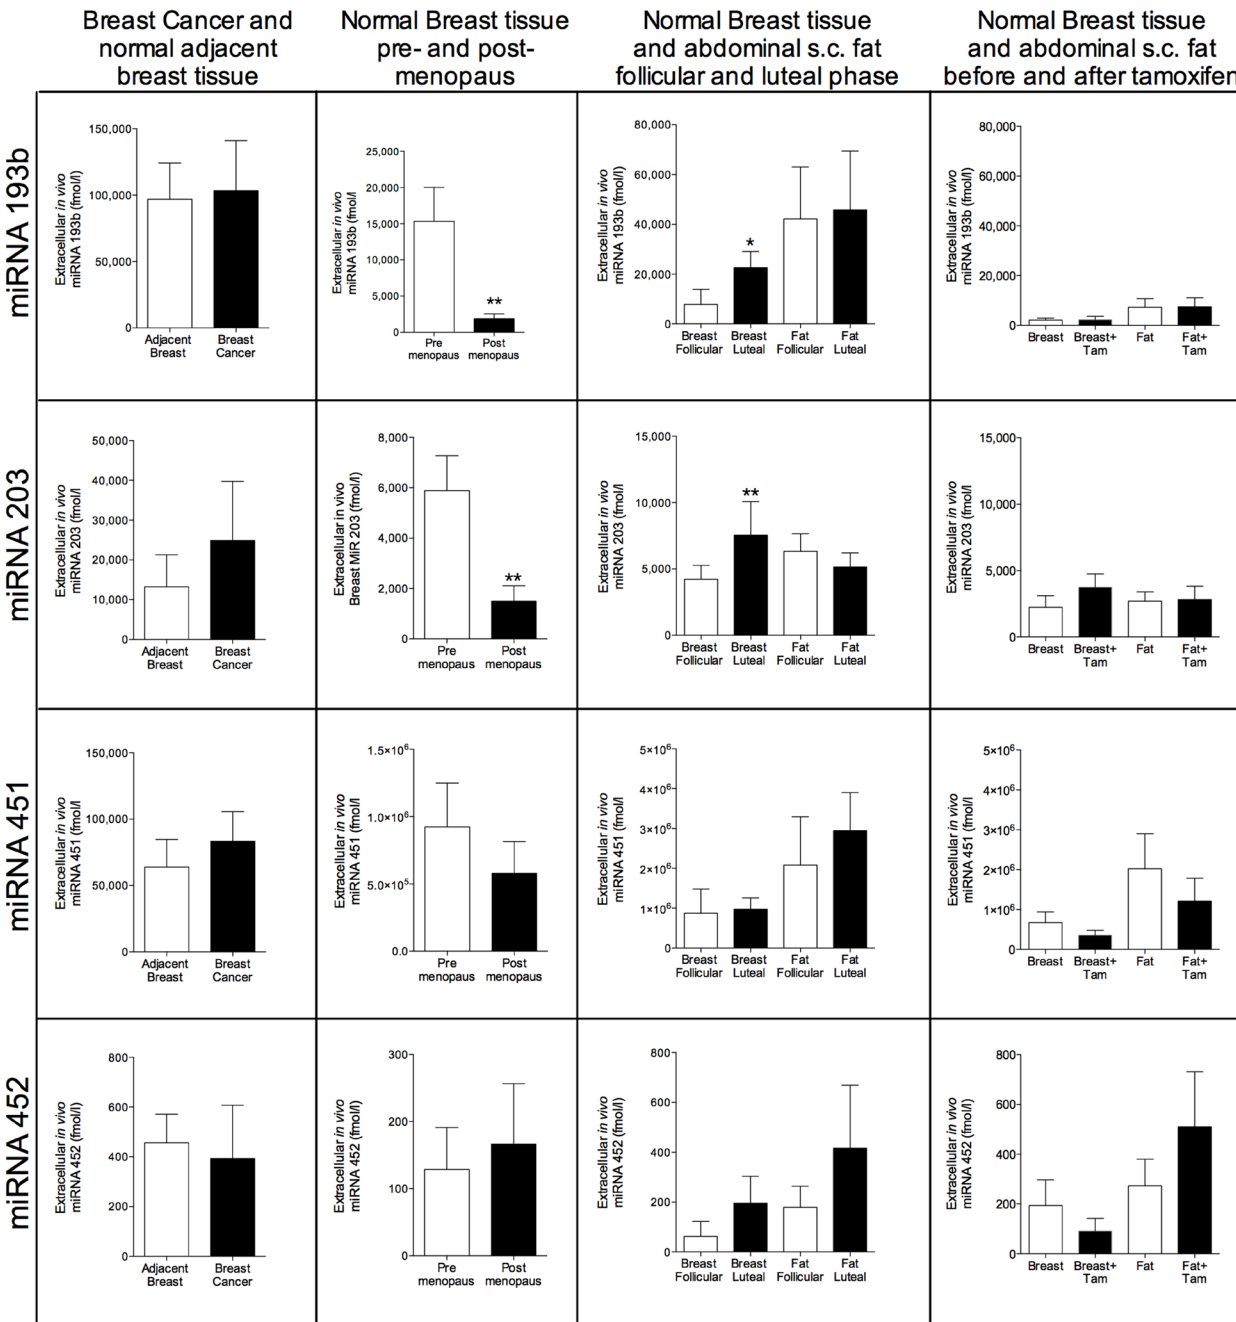 Breast Cancer and
normal adjacent
breast tissue
Normal Breast tissue
pre- and post-
menopaus
Normal Breast tissue
and abdominal s.c. fat
follicular and luteal phase
Normal Breast tissue
and abdominal s.c. fat
before and after tamoxifen
miRNA 193b
Extracellular in vivo
miRNA 193b (fmol/l)
150,000
100,000
50,000
0
Adjacent
Breast
Breast
Cancer
Extracellular in vivo
miRNA 193b (fmol/l
25,000
20,000
15,000
10,000
5,000
0
**
Pre
menopaus
Post
menopaus
Extracellular in vivo
miRNA 193b (fmol/l)
80,000
60,000
40,000
20,000
0
*
Breast
Follicular
Breast
Luteal
Fat
Follicular
Fat
Luteal
Extracellular in vivo
miRNA 193b (fmol/l)
80,000
60,000
40,000
20,000
0
Breast
Breast+
Tam
Fat
Fat+
Tam
miRNA 203
Extracellular in vivo
miRNA 203 (fmol/l
50,000
40,000
30,000
20,000
10,000
0
Adjacent
Breast
Breast
Cancer
Extracellular in vivo
Breast MiR 203 (fmol/l)
8,000
6,000
4,000
2,000
0
**
Pre
menopaus
Post
menopaus
Extracellular in vivo
miRNA 203 (fmol/l
15,000
10,000
5,000
0
**
Breast
Follicular
Breast
Luteal
Fat
Follicular
Fat
Luteal
Extracellular in vivo
miRNA 203 (fmol/l
15,000
10,000
5,000
0
Breast
Breast+
Tam
Fat
Fat+
Tam
miRNA 451
Extracellular in vivo
miRNA 451 (fmol/l
150,000
100,000
50,000
0
Adjacent
Breast
Breast
Cancer
Extracellular in vivo
miRNA 451 (fmol/l
1.5×10⁶
1.0×10⁶
5.0×10⁵
0.0
Pre
menopaus
Post
menopaus
Extracellular in vivo
miRNA 451 (fmol/l
5×10⁶
4×10⁶
3×10⁶
2×10⁶
1×10⁶
0
Breast
Follicular
Breast
Luteal
Fat
Follicular
Fat
Luteal
Extracellular in vivo
miRNA 451 (fmol/l
5×10⁶
4×10⁶
3×10⁶
2×10⁶
1×10⁶
0
Breast
Breast+
Tam
Fat
Fat+
Tam
miRNA 452
Extracellular in vivo
miRNA 452 (fmol/l)
800
600
400
200
0
Adjacent
Breast
Breast
Cancer
Extracellular in vivo
miRNA 452 (fmol/l)
300
200
100
0
Pre
menopaus
Post
menopaus
Extracellular in vivo
miRNA 452 (fmol/l)
800
600
400
200
0
Breast
Follicular
Breast
Luteal
Fat
Follicular
Fat
Luteal
Extracellular in vivo
miRNA 452 (fmol/l)
800
600
400
200
0
Breast
Breast+
Tam
Fat
Fat+
Tam